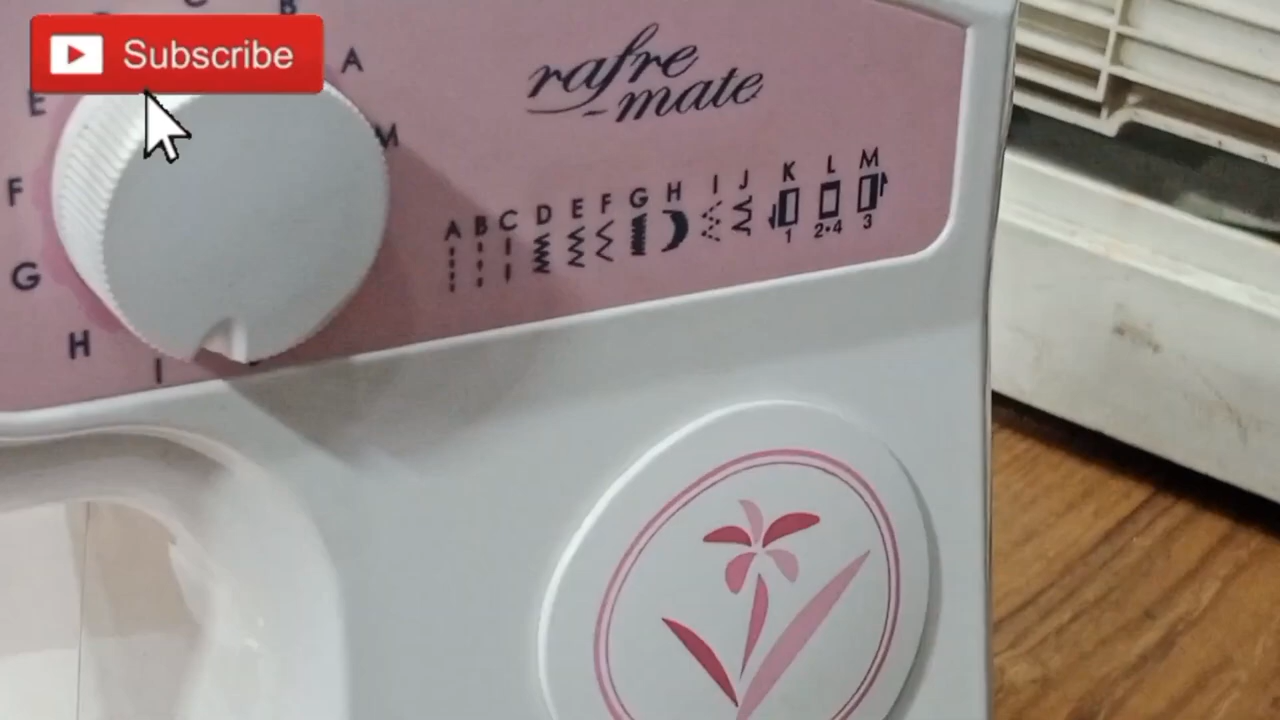 Subscribe
B
A
M
E
F
G
H
I
rafre
mate
A B C D E F G H I J K L M
1 2•4 3